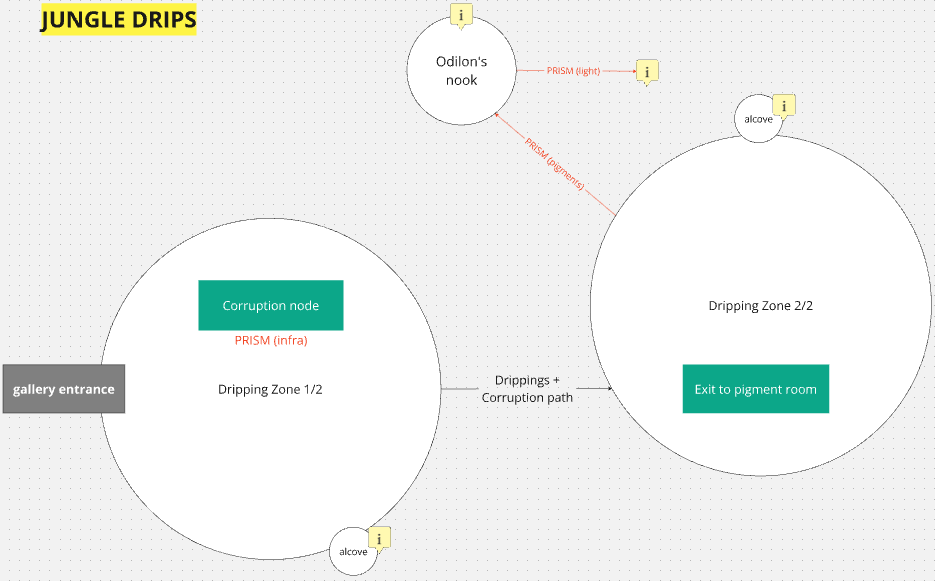 JUNGLE DRIPS
i
Odilon's
nook
PRISM (light)
i
alcove
i
PRISM (pigments)
Corruption node
PRISM (infra)
Dripping Zone 2/2
gallery entrance
Dripping Zone 1/2
Drippings +
Corruption path
Exit to pigment room
alcove
i